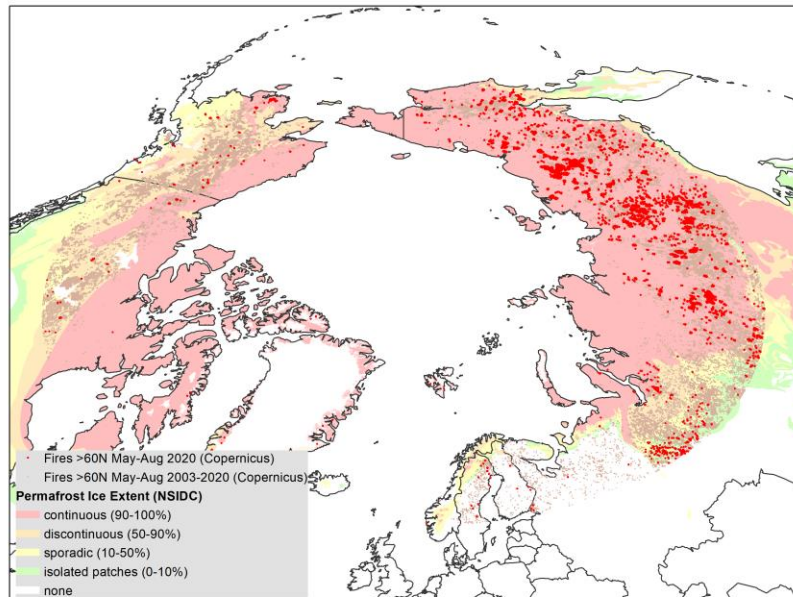 Fires >60N May-Aug 2020 (Copernicus)
Fires >60N May-Aug 2003-2020 (Copernicus)
Permafrost Ice Extent (NSIDC)
continuous (90-100%)
discontinuous (50-90%)
sporadic (10-50%)
isolated patches (0-10%)
none